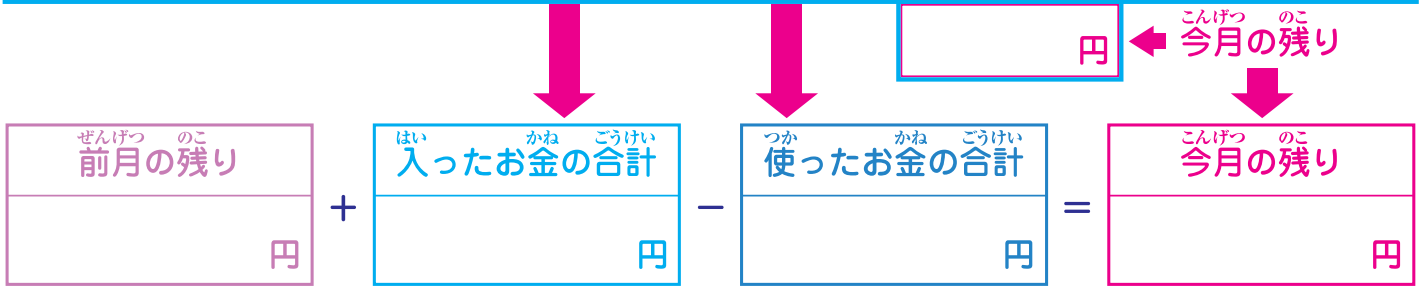 円
こんげつ のこ
今月の残り
ぜんげつ のこ
前月の残り
円
+
はい かね ごうけい
入ったお金の合計
円
−
つか かね ごうけい
使ったお金の合計
円
=
こんげつ のこ
今月の残り
円